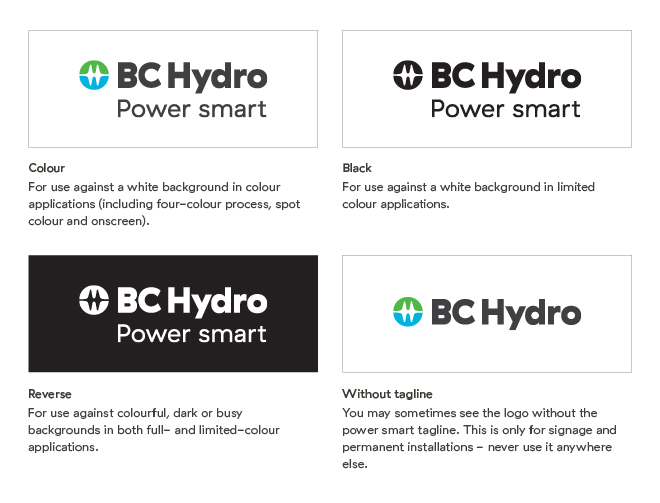 BC Hydro
Power smart
Colour
For use against a white background in colour
applications (including four-colour process, spot
colour and onscreen).
BC Hydro
Power smart
Black
For use against a white background in limited
colour applications.
BC Hydro
Power smart
Reverse
For use against colourful, dark or busy
backgrounds in both full- and limited-colour
applications.
BC Hydro
Without tagline
You may sometimes see the logo without the
power smart tagline. This is only for signage and
permanent installations – never use it anywhere
else.